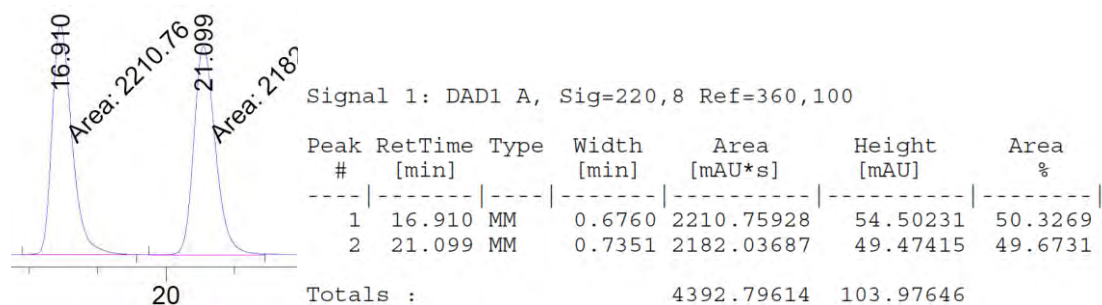 16.910
Area: 2210.76
21.099
Area: 2182
20
Signal 1: DAD1 A, Sig=220,8 Ref=360,100
Peak RetTime Type  Width     Area      Height     Area
  #   [min]        [min]   [mAU*s]     [mAU]        %
----|-------|----|-------|----------|----------|--------|
   1  16.910 MM    0.6760 2210.75928   54.50231  50.3269
   2  21.099 MM    0.7351 2182.03687   49.47415  49.6731
Totals :                  4392.79614  103.97646